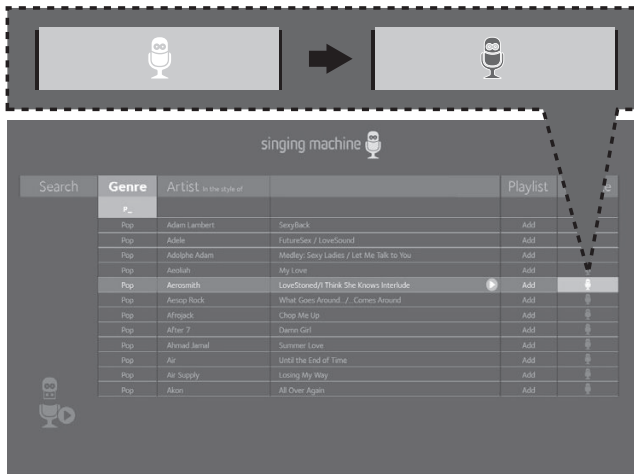 singing machine
Search Genre Artist In the style of Playlist
P_
Pop Adam Lambert SexyBack Add
Pop Adele FutureSex / LoveSound Add
Pop Adolphe Adam Medley: Sexy Ladies / Let Me Talk to You Add
Pop Aeoliah My Love Add
Pop Aerosmith LoveStoned/I Think She Knows Interlude Add
Pop Aesop Rock What Goes Around.../...Comes Around Add
Pop Afrojack Chop Me Up Add
Pop After 7 Damn Girl Add
Pop Ahmad Jamal Summer Love Add
Pop Air Until the End of Time Add
Pop Air Supply Losing My Way Add
Pop Akon All Over Again Add